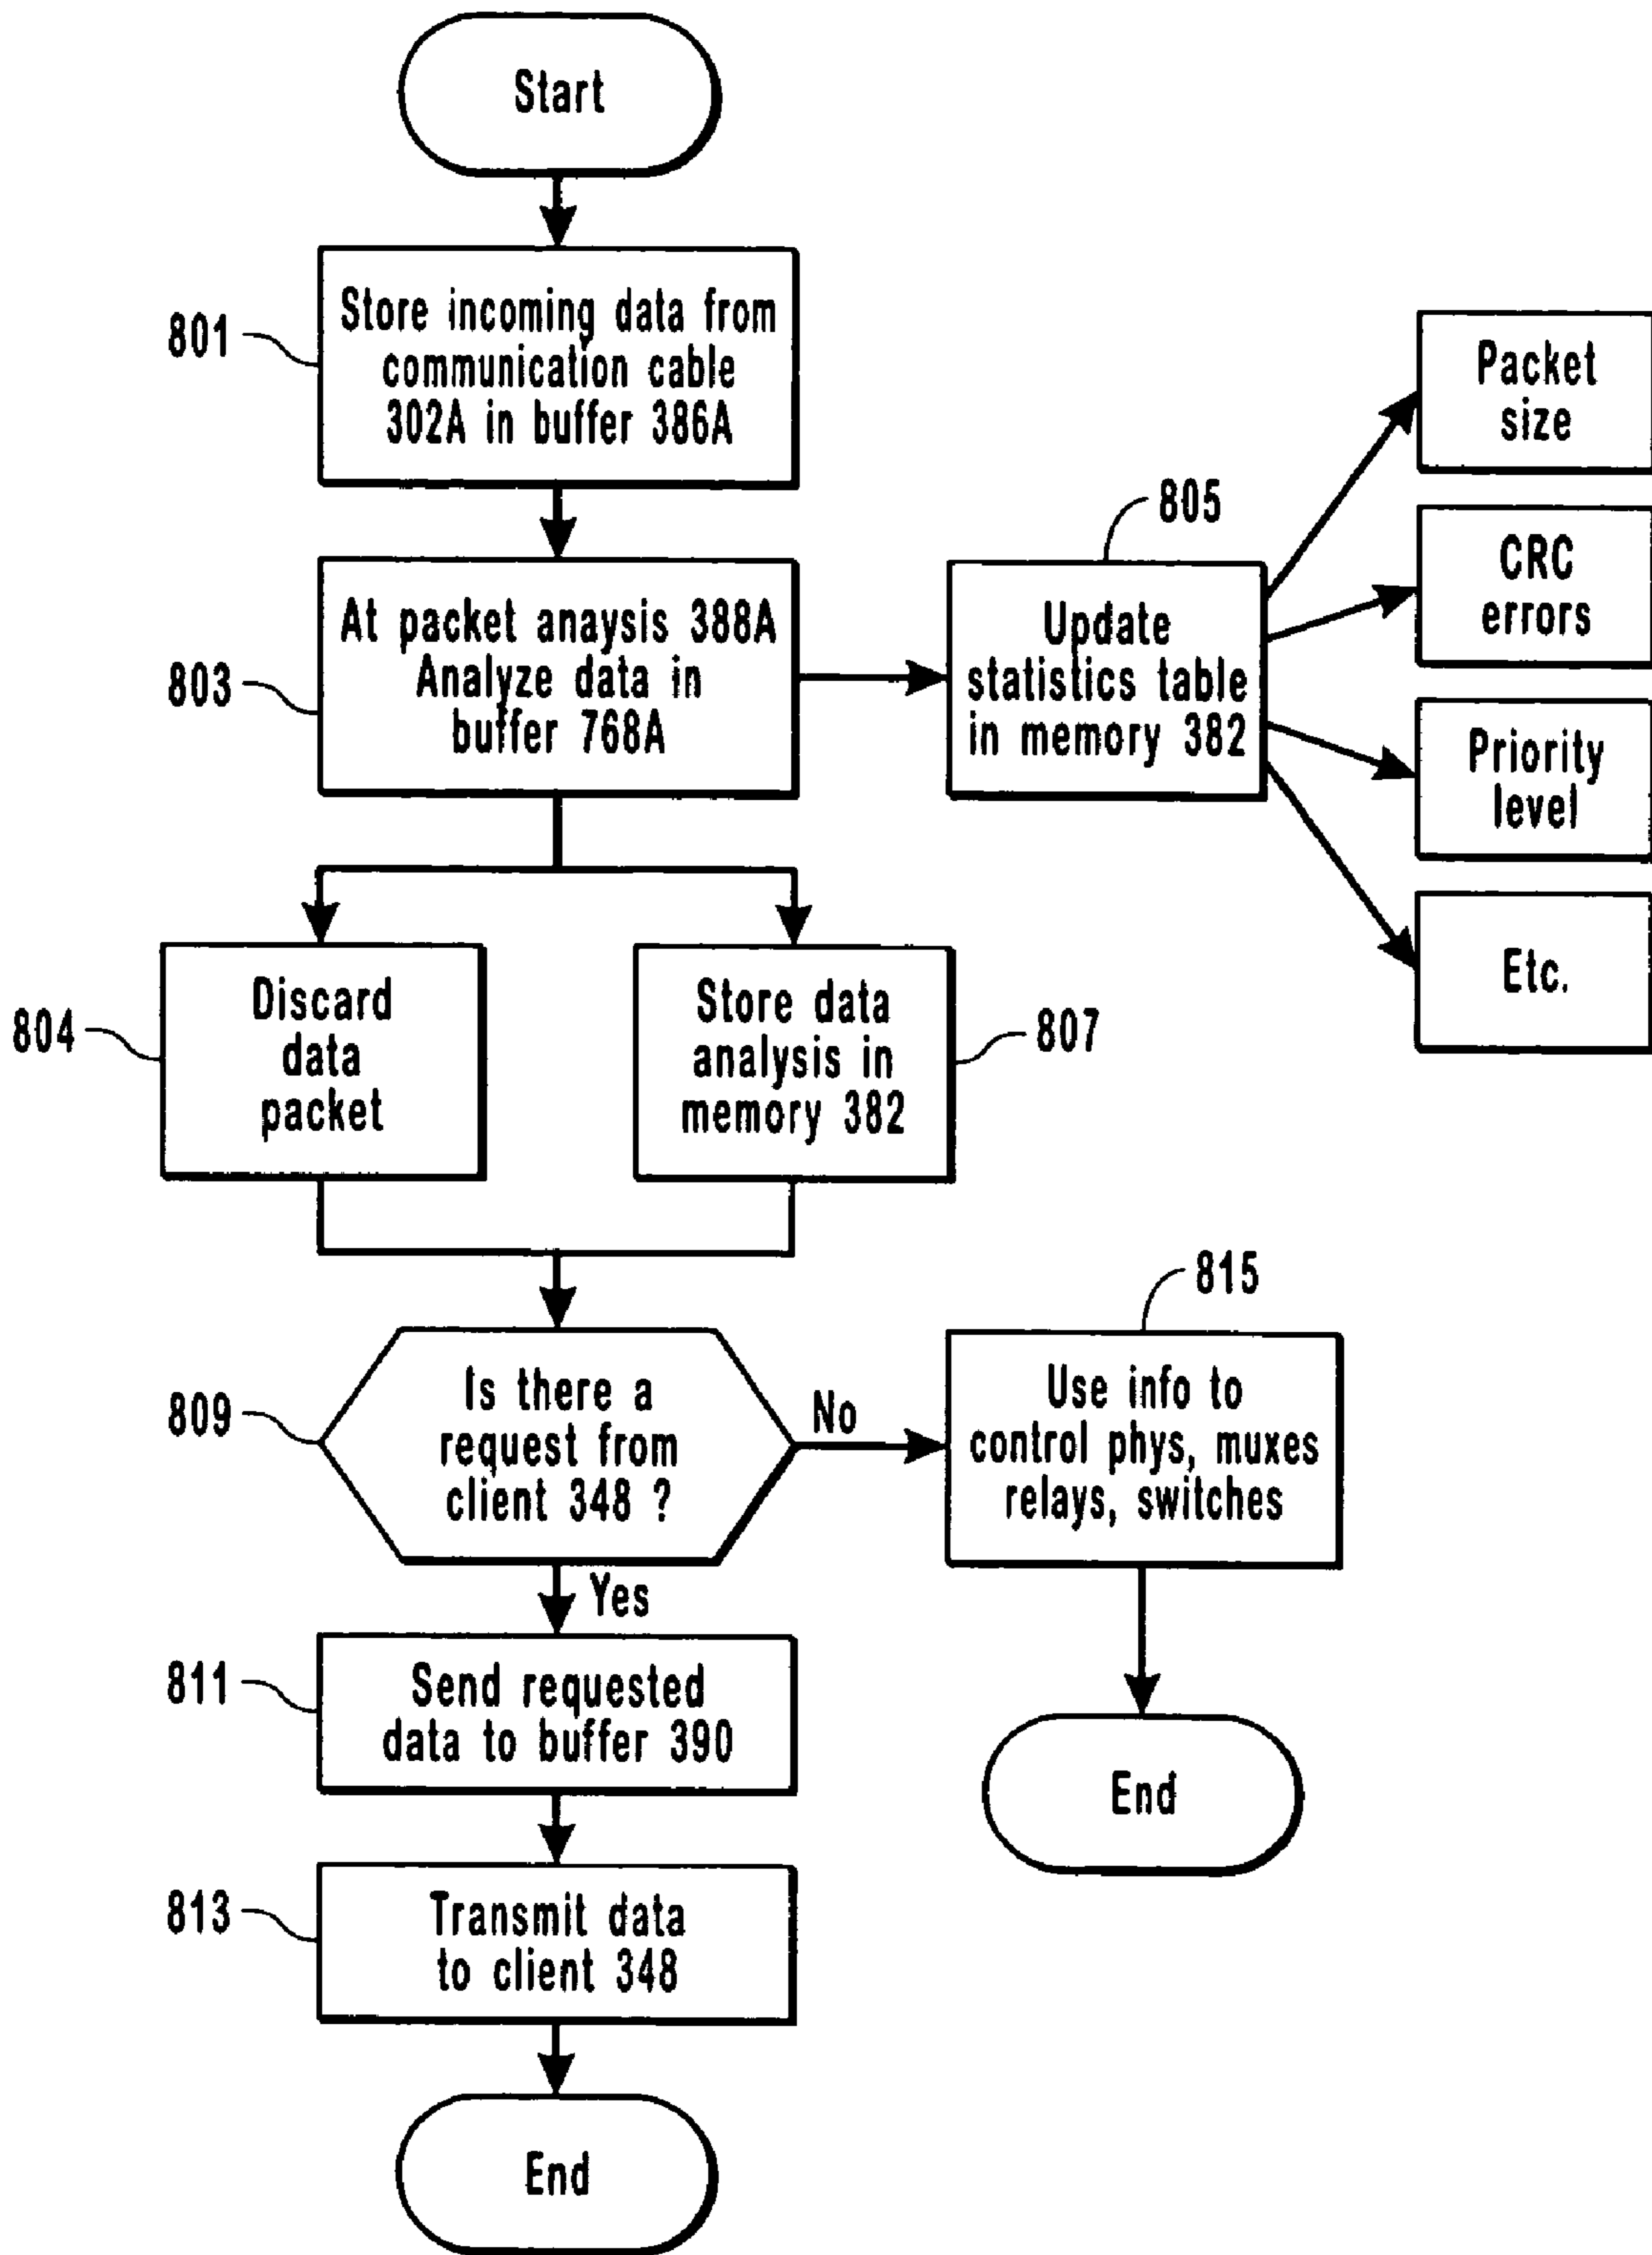 Start
801
Store incoming data from
communication cable
302A in buffer 386A
803
At packet anaysis 388A
Analyze data in
buffer 768A
805
Update
statistics table
in memory 382
Packet
size
CRC
errors
Priority
level
Etc.
804
Discard
data
packet
Store data
analysis in
memory 382
807
809
Is there a
request from
client 348 ?
No
Yes
815
Use info to
control phys, muxes
relays, switches
End
811
Send requested
data to buffer 390
813
Transmit data
to client 348
End